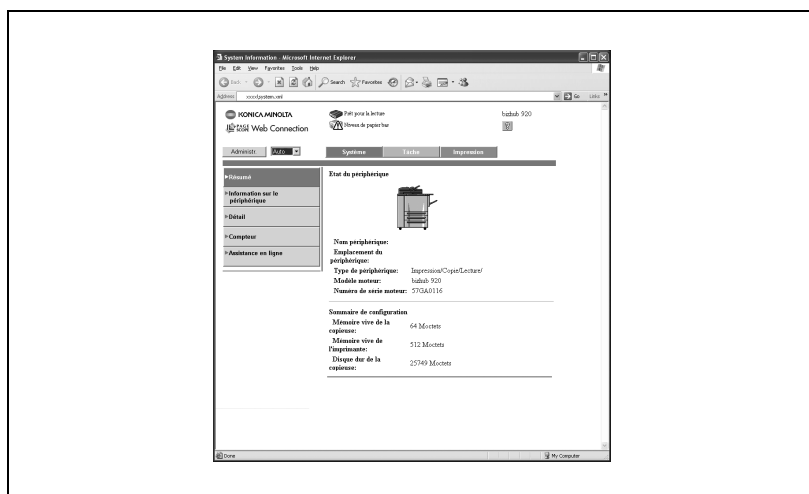 System Information - Microsoft Internet Explorer
File Edit View Favorites Tools Help
Back Search Favorites
Address xxxx/system.xml Go Links »
KONICA MINOLTA
Prêt pour la lecture
bizhub 920
PAGE SCOPE Web Connection
Niveau de papier bas
Administr. Auto
Système Tâche Impression
Résumé
Information sur le périphérique
Détail
Compteur
Assistance en ligne
Etat du périphérique
Nom périphérique:
Emplacement du périphérique:
Type de périphérique: Impression/Copie/Lecture/
Modèle moteur: bizhub 920
Numéro de série moteur: 57GA0116
Sommaire de configuration
Mémoire vive de la copieuse: 64 Moctets
Mémoire vive de l'imprimante: 512 Moctets
Disque dur de la copieuse: 25749 Moctets
Done My Computer